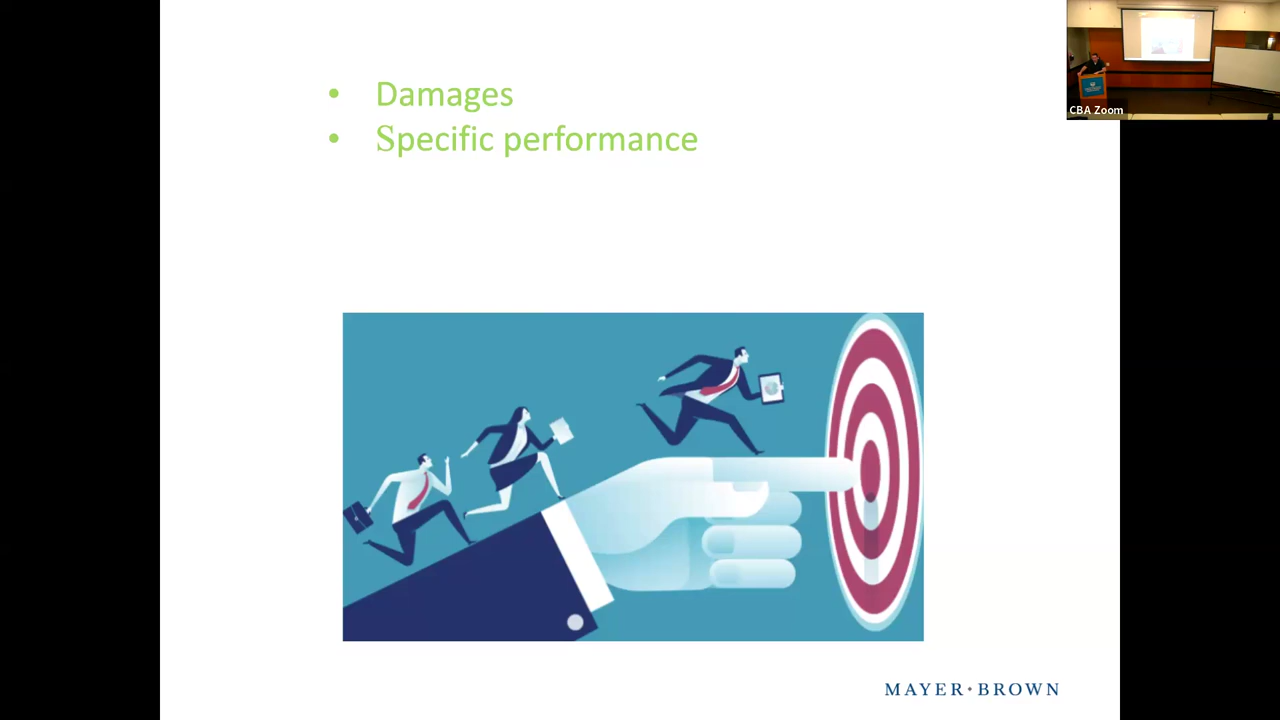 • Damages
• Specific performance
CBA Zoom
MAYER • BROWN